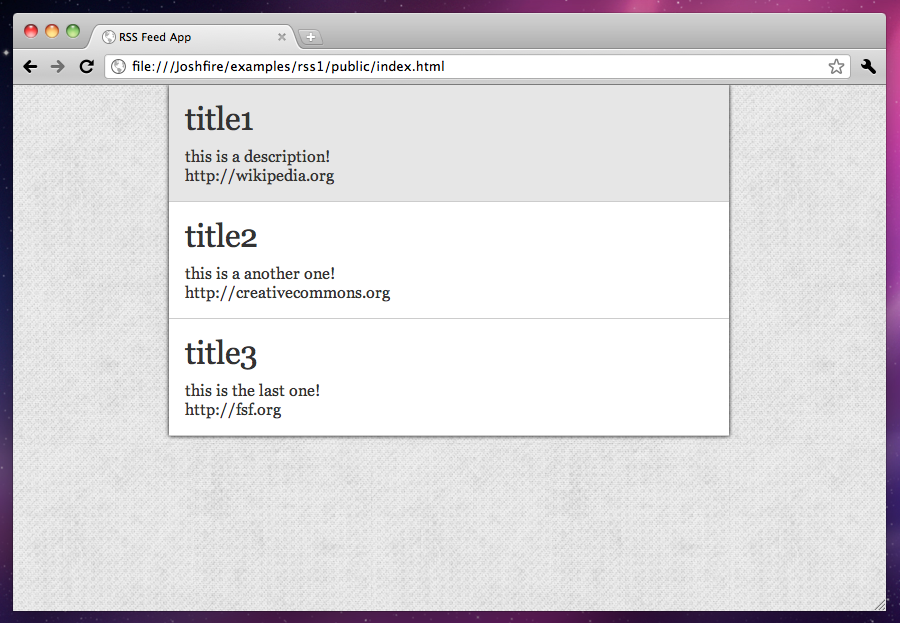 RSS Feed App
file:///Joshfire/examples/rss1/public/index.html
title1
this is a description!
http://wikipedia.org
title2
this is a another one!
http://creativecommons.org
title3
this is the last one!
http://fsf.org